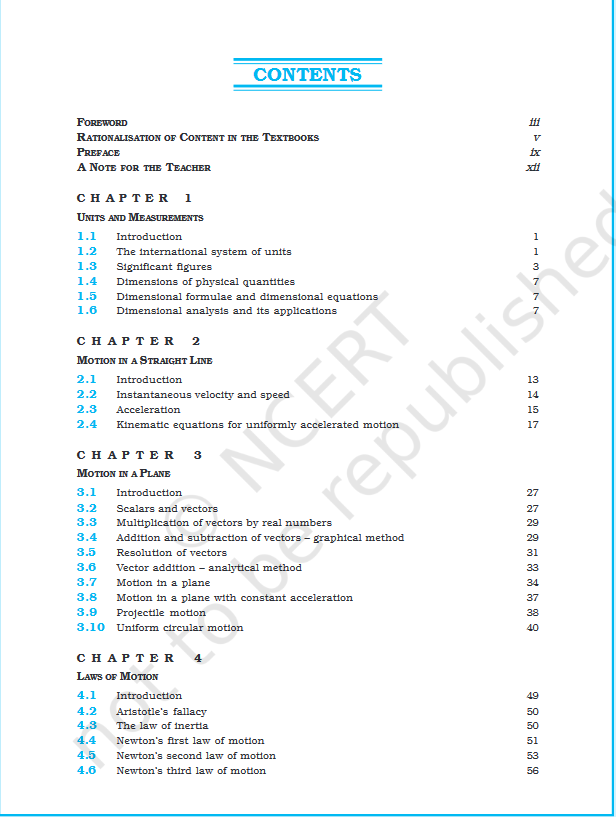 CONTENTS
FOREWORD iii
RATIONALISATION OF CONTENT IN THE TEXTBOOKS v
PREFACE ix
A NOTE FOR THE TEACHER xii
CHAPTER 1
UNITS AND MEASUREMENTS
1.1 Introduction 1
1.2 The international system of units 1
1.3 Significant figures 3
1.4 Dimensions of physical quantities 7
1.5 Dimensional formulae and dimensional equations 7
1.6 Dimensional analysis and its applications 7
CHAPTER 2
MOTION IN A STRAIGHT LINE
2.1 Introduction 13
2.2 Instantaneous velocity and speed 14
2.3 Acceleration 15
2.4 Kinematic equations for uniformly accelerated motion 17
CHAPTER 3
MOTION IN A PLANE
3.1 Introduction 27
3.2 Scalars and vectors 27
3.3 Multiplication of vectors by real numbers 29
3.4 Addition and subtraction of vectors – graphical method 29
3.5 Resolution of vectors 31
3.6 Vector addition – analytical method 33
3.7 Motion in a plane 34
3.8 Motion in a plane with constant acceleration 37
3.9 Projectile motion 38
3.10 Uniform circular motion 40
CHAPTER 4
LAWS OF MOTION
4.1 Introduction 49
4.2 Aristotle's fallacy 50
4.3 The law of inertia 50
4.4 Newton's first law of motion 51
4.5 Newton's second law of motion 53
4.6 Newton's third law of motion 56
© NCERT
not to be republished